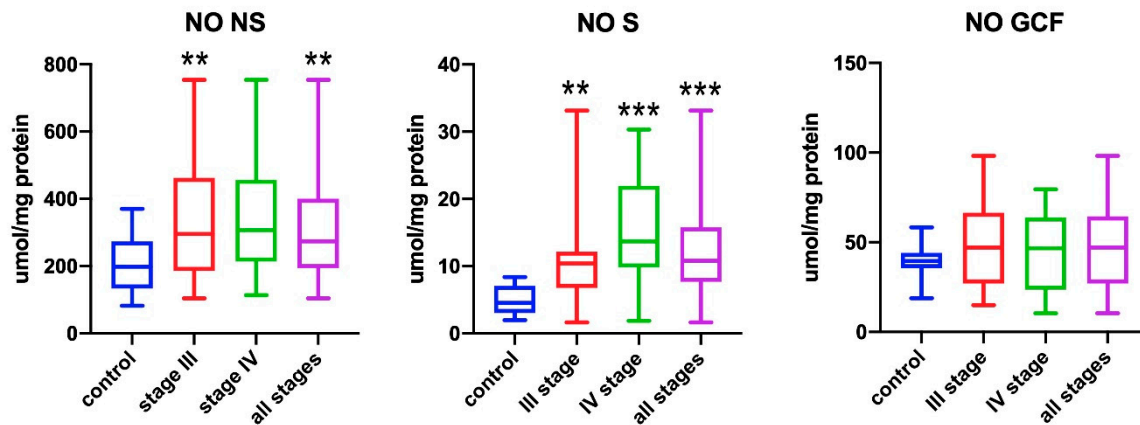 NO NS
umol/mg protein
800
600
400
200
0
**
**
control
stage III
stage IV
all stages
NO S
umol/mg protein
40
30
20
10
0
**
***
***
control
III stage
IV stage
all stages
NO GCF
umol/mg protein
150
100
50
0
control
III stage
IV stage
all stages